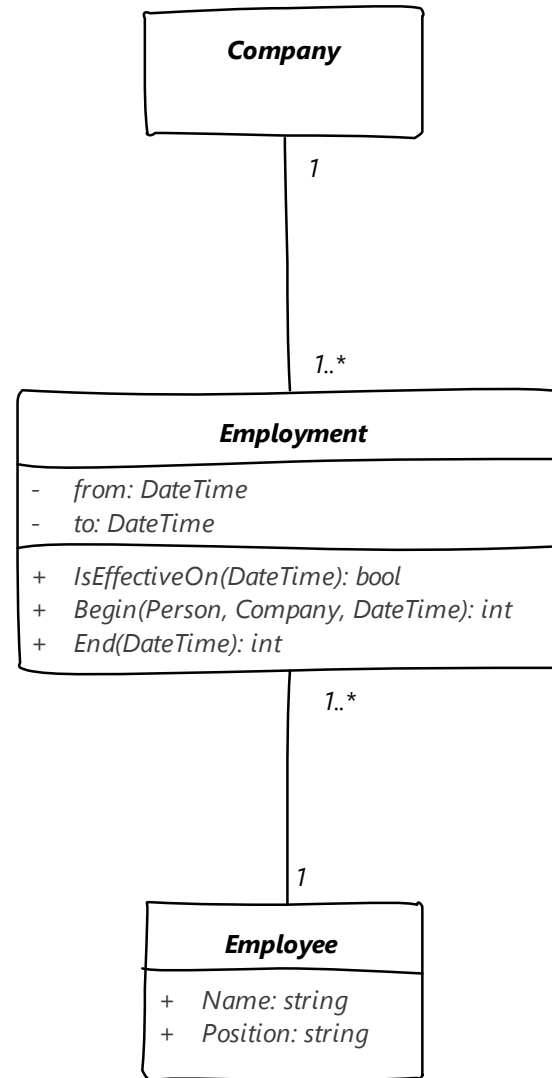 Company
1
1..*
Employment
- from: DateTime
- to: DateTime
+ IsEffectiveOn(DateTime): bool
+ Begin(Person, Company, DateTime): int
+ End(DateTime): int
1..*
1
Employee
+ Name: string
+ Position: string